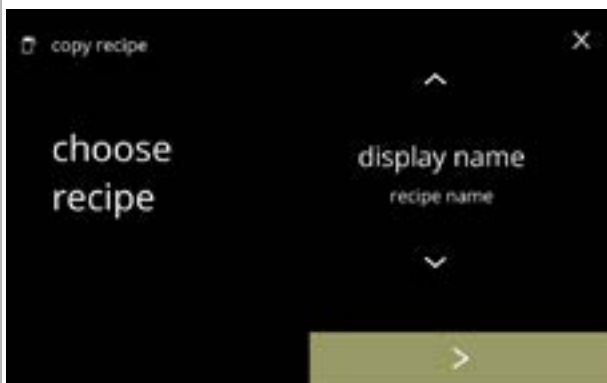 copy recipe
choose
recipe
display name
recipe name